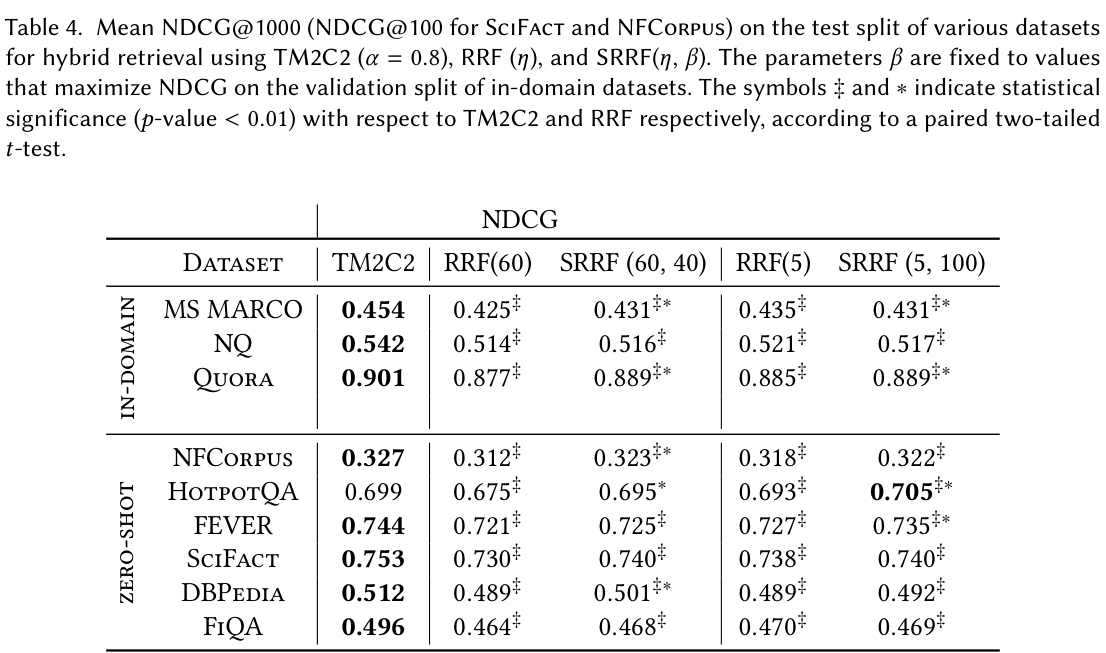 Table 4. Mean NDCG@1000 (NDCG@100 for SciFact and NFCorpus) on the test split of various datasets
for hybrid retrieval using TM2C2 (α = 0.8), RRF (η), and SRRF(η, β). The parameters β are fixed to values
that maximize NDCG on the validation split of in-domain datasets. The symbols ‡ and ∗ indicate statistical
significance (p-value < 0.01) with respect to TM2C2 and RRF respectively, according to a paired two-tailed
t-test.
NDCG
Dataset TM2C2 RRF(60) SRRF (60, 40) RRF(5) SRRF (5, 100)
in-domain
MS MARCO 0.454 0.425‡ 0.431‡∗ 0.435‡ 0.431‡∗
NQ 0.542 0.514‡ 0.516‡ 0.521‡ 0.517‡
Quora 0.901 0.877‡ 0.889‡∗ 0.885‡ 0.889‡∗
zero-shot
NFCorpus 0.327 0.312‡ 0.323‡∗ 0.318‡ 0.322‡
HotpotQA 0.699 0.675‡ 0.695∗ 0.693‡ 0.705‡∗
FEVER 0.744 0.721‡ 0.725‡ 0.727‡ 0.735‡∗
SciFact 0.753 0.730‡ 0.740‡ 0.738‡ 0.740‡
DBPedia 0.512 0.489‡ 0.501‡∗ 0.489‡ 0.492‡
FiQA 0.496 0.464‡ 0.468‡ 0.470‡ 0.469‡